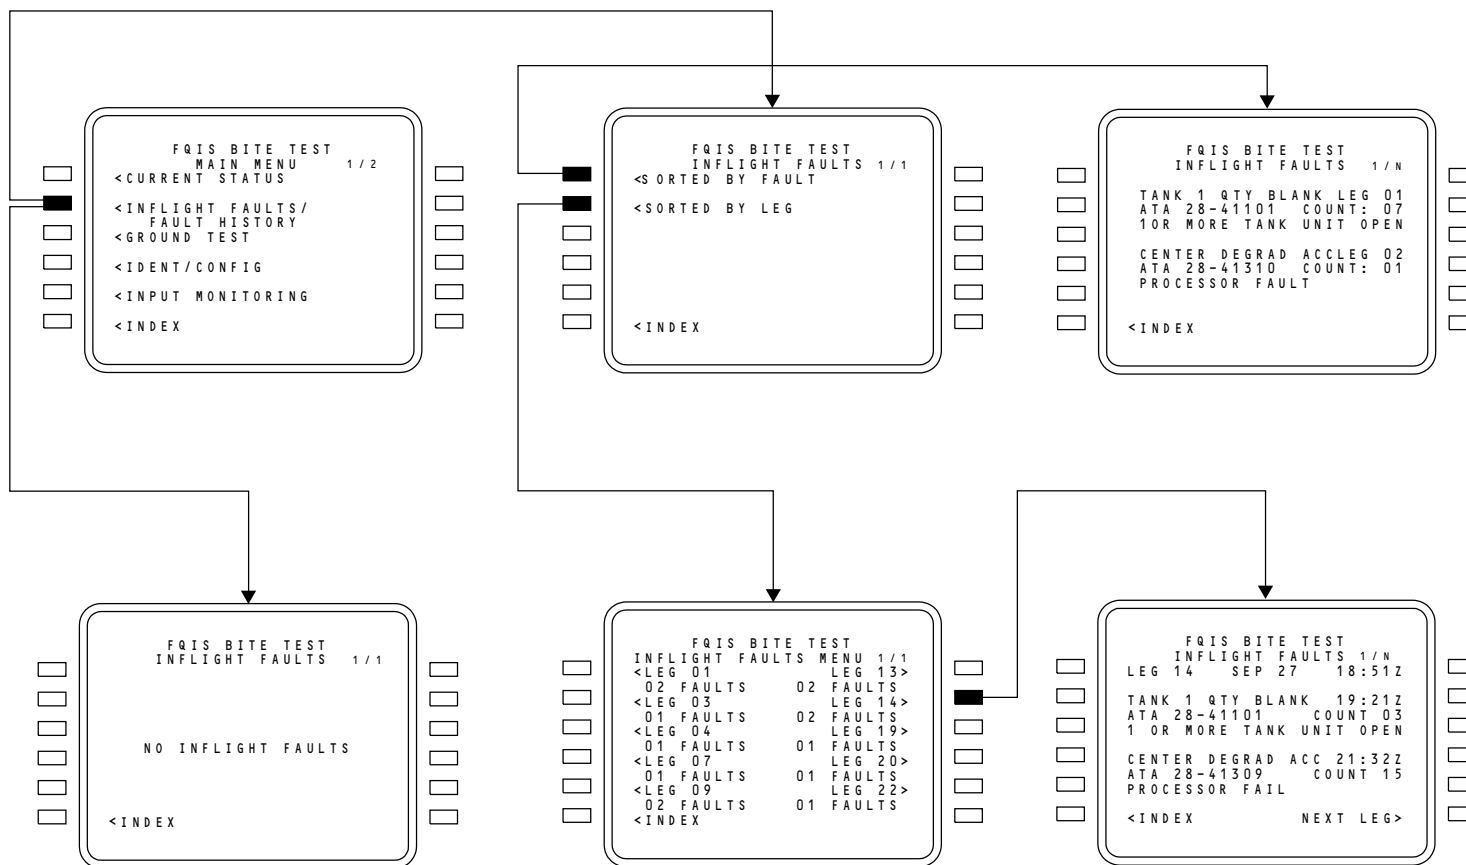 FQIS BITE TEST
MAIN MENU 1/2
<CURRENT STATUS
<INFLIGHT FAULTS/
FAULT HISTORY
<GROUND TEST
<IDENT/CONFIG
<INPUT MONITORING
<INDEX
FQIS BITE TEST
INFLIGHT FAULTS 1/1
<SORTED BY FAULT
<SORTED BY LEG
<INDEX
FQIS BITE TEST
INFLIGHT FAULTS 1/N
TANK 1 QTY BLANK LEG 01
ATA 28-41101 COUNT: 07
1OR MORE TANK UNIT OPEN
CENTER DEGRAD ACCLEG 02
ATA 28-41310 COUNT: 01
PROCESSOR FAULT
<INDEX
FQIS BITE TEST
INFLIGHT FAULTS 1/1
NO INFLIGHT FAULTS
<INDEX
FQIS BITE TEST
INFLIGHT FAULTS MENU 1/1
<LEG 01 LEG 13>
02 FAULTS 02 FAULTS
<LEG 03 LEG 14>
01 FAULTS 02 FAULTS
<LEG 04 LEG 19>
01 FAULTS 01 FAULTS
<LEG 07 LEG 20>
01 FAULTS 01 FAULTS
<LEG 09 LEG 22>
02 FAULTS 01 FAULTS
<INDEX
FQIS BITE TEST
INFLIGHT FAULTS 1/N
LEG 14 SEP 27 18:51Z
TANK 1 QTY BLANK 19:21Z
ATA 28-41101 COUNT 03
1 OR MORE TANK UNIT OPEN
CENTER DEGRAD ACC 21:32Z
ATA 28-41309 COUNT 15
PROCESSOR FAIL
<INDEX NEXT LEG>